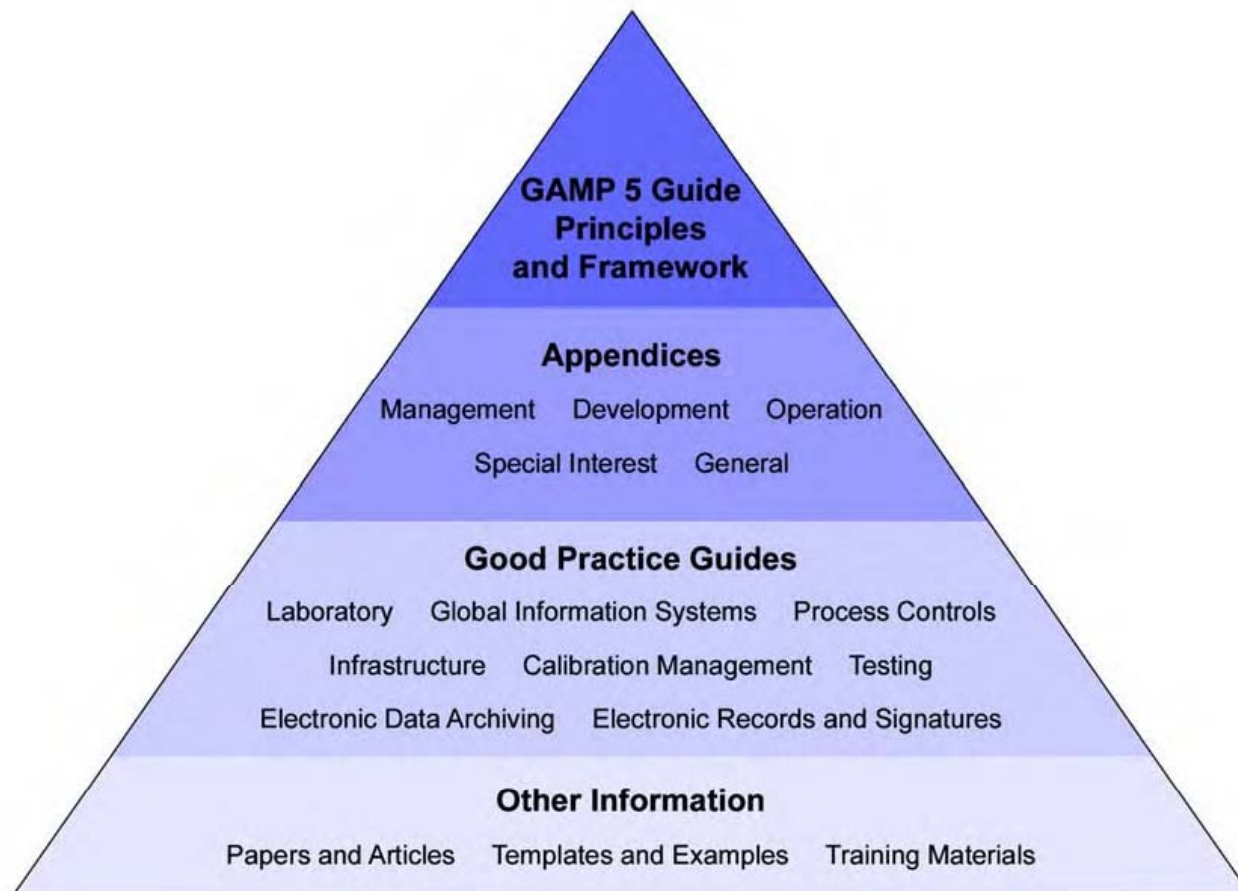 GAMP 5 Guide
Principles
and Framework
Appendices
Management Development Operation
Special Interest General
Good Practice Guides
Laboratory Global Information Systems Process Controls
Infrastructure Calibration Management Testing
Electronic Data Archiving Electronic Records and Signatures
Other Information
Papers and Articles Templates and Examples Training Materials